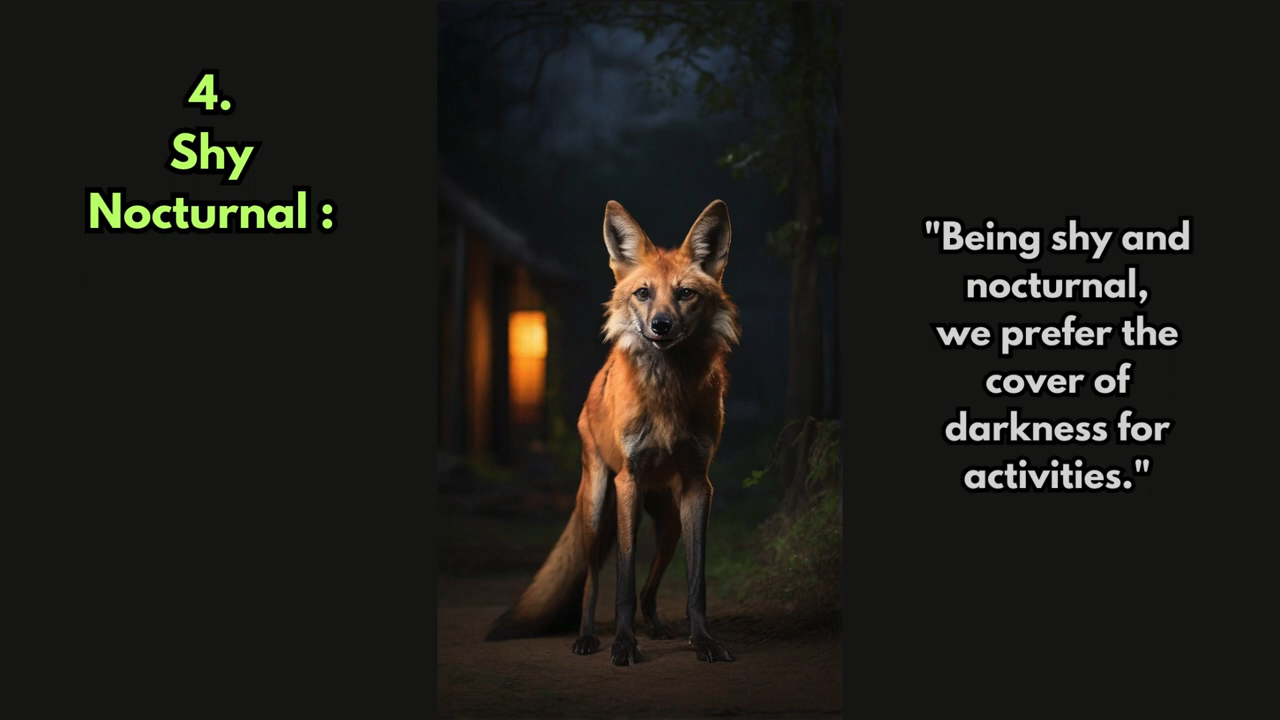 4.
Shy
Nocturnal :
"Being shy and
nocturnal,
we prefer the
cover of
darkness for
activities."